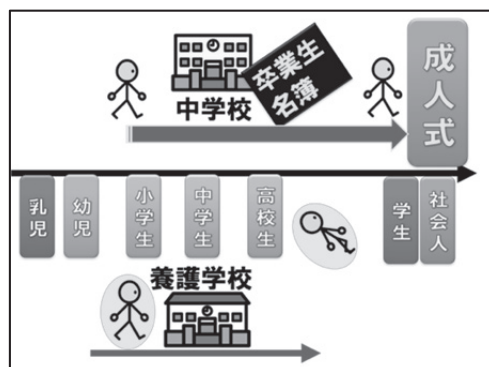 中学校
卒業生
名簿
成人式
乳児
幼児
小学生
中学生
高校生
学生
社会人
養護学校